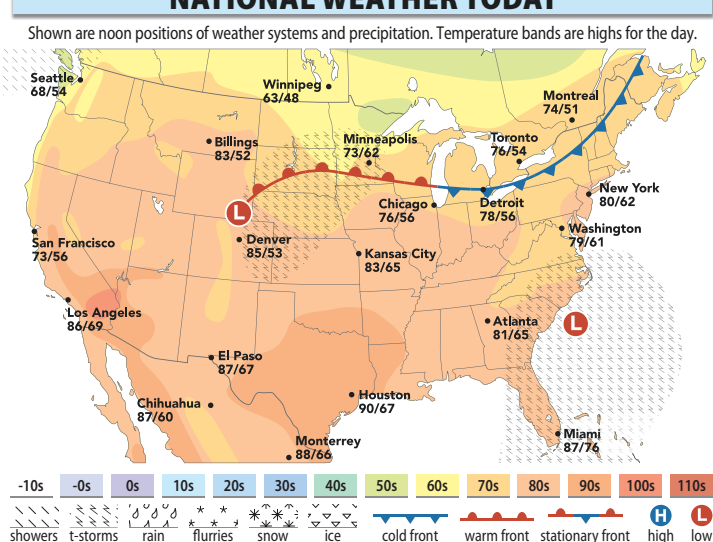 NATIONAL WEATHER TODAY
Shown are noon positions of weather systems and precipitation. Temperature bands are highs for the day.
Seattle
68/54
Winnipeg
63/48
Montreal
74/51
Billings
83/52
Minneapolis
73/62
Toronto
76/54
New York
80/62
Chicago
76/56
Detroit
78/56
L
Washington
79/61
San Francisco
73/56
Denver
85/53
Kansas City
83/65
Los Angeles
86/69
Atlanta
81/65
L
El Paso
87/67
Chihuahua
87/60
Houston
90/67
Monterrey
88/66
Miami
87/76
-10s -0s 0s 10s 20s 30s 40s 50s 60s 70s 80s 90s 100s 110s
H L
showers t-storms rain flurries snow ice cold front warm front stationary front high low